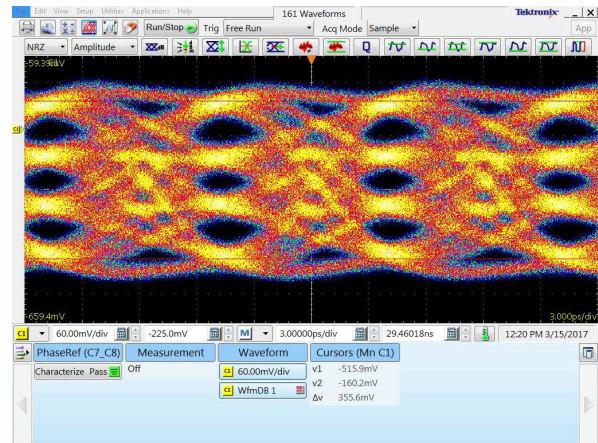 File Edit View Setup Utilities Applications Help 161 Waveforms Tektronix
Run/Stop Trig Free Run Acq Mode Sample App
NRZ Amplitude
C1
-659.4mV 3.000ps/div
C1 60.00mV/div -225.0mV M 3.00000ps/div 29.46018ns 12:20 PM 3/15/2017
PhaseRef (C7_C8) Measurement Waveform Cursors (Mn C1)
Characterize Pass Off C1 60.00mV/div v1 -515.9mV
v2 -160.2mV
C1 WfmDB 1 Δv 355.6mV